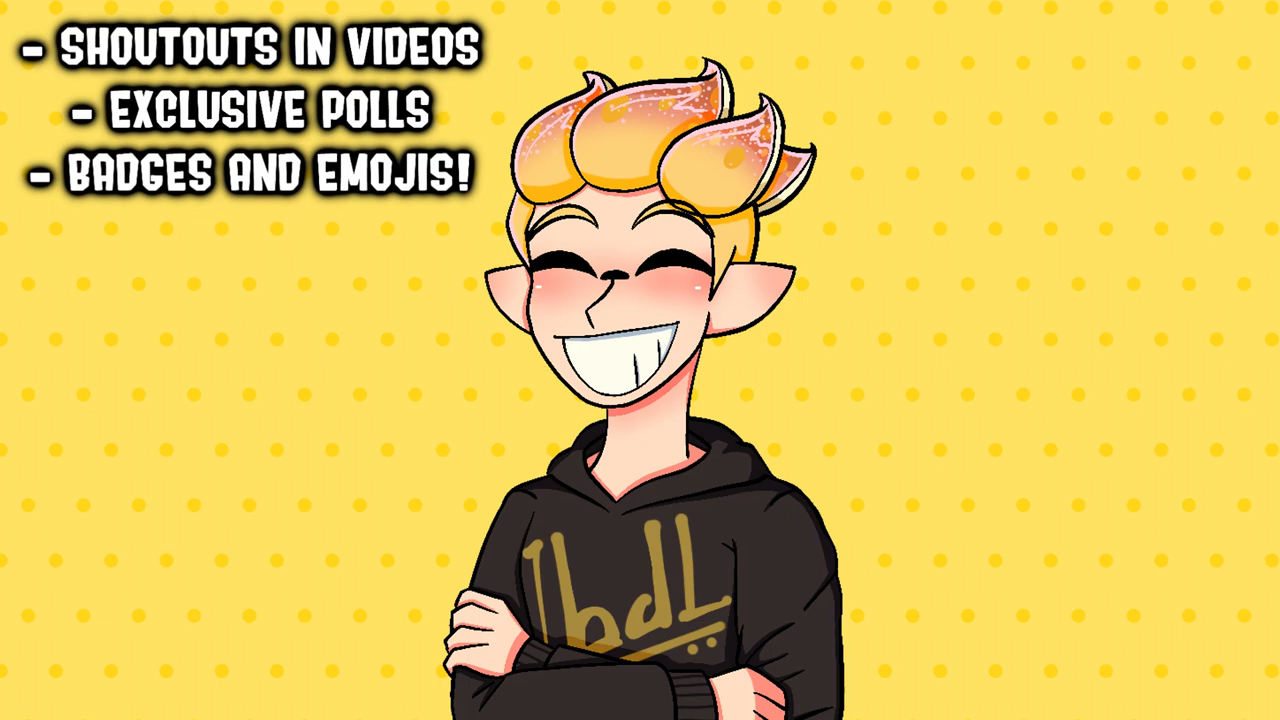 - SHOUTOUTS IN VIDEOS
- EXCLUSIVE POLLS
- BADGES AND EMOJIS!